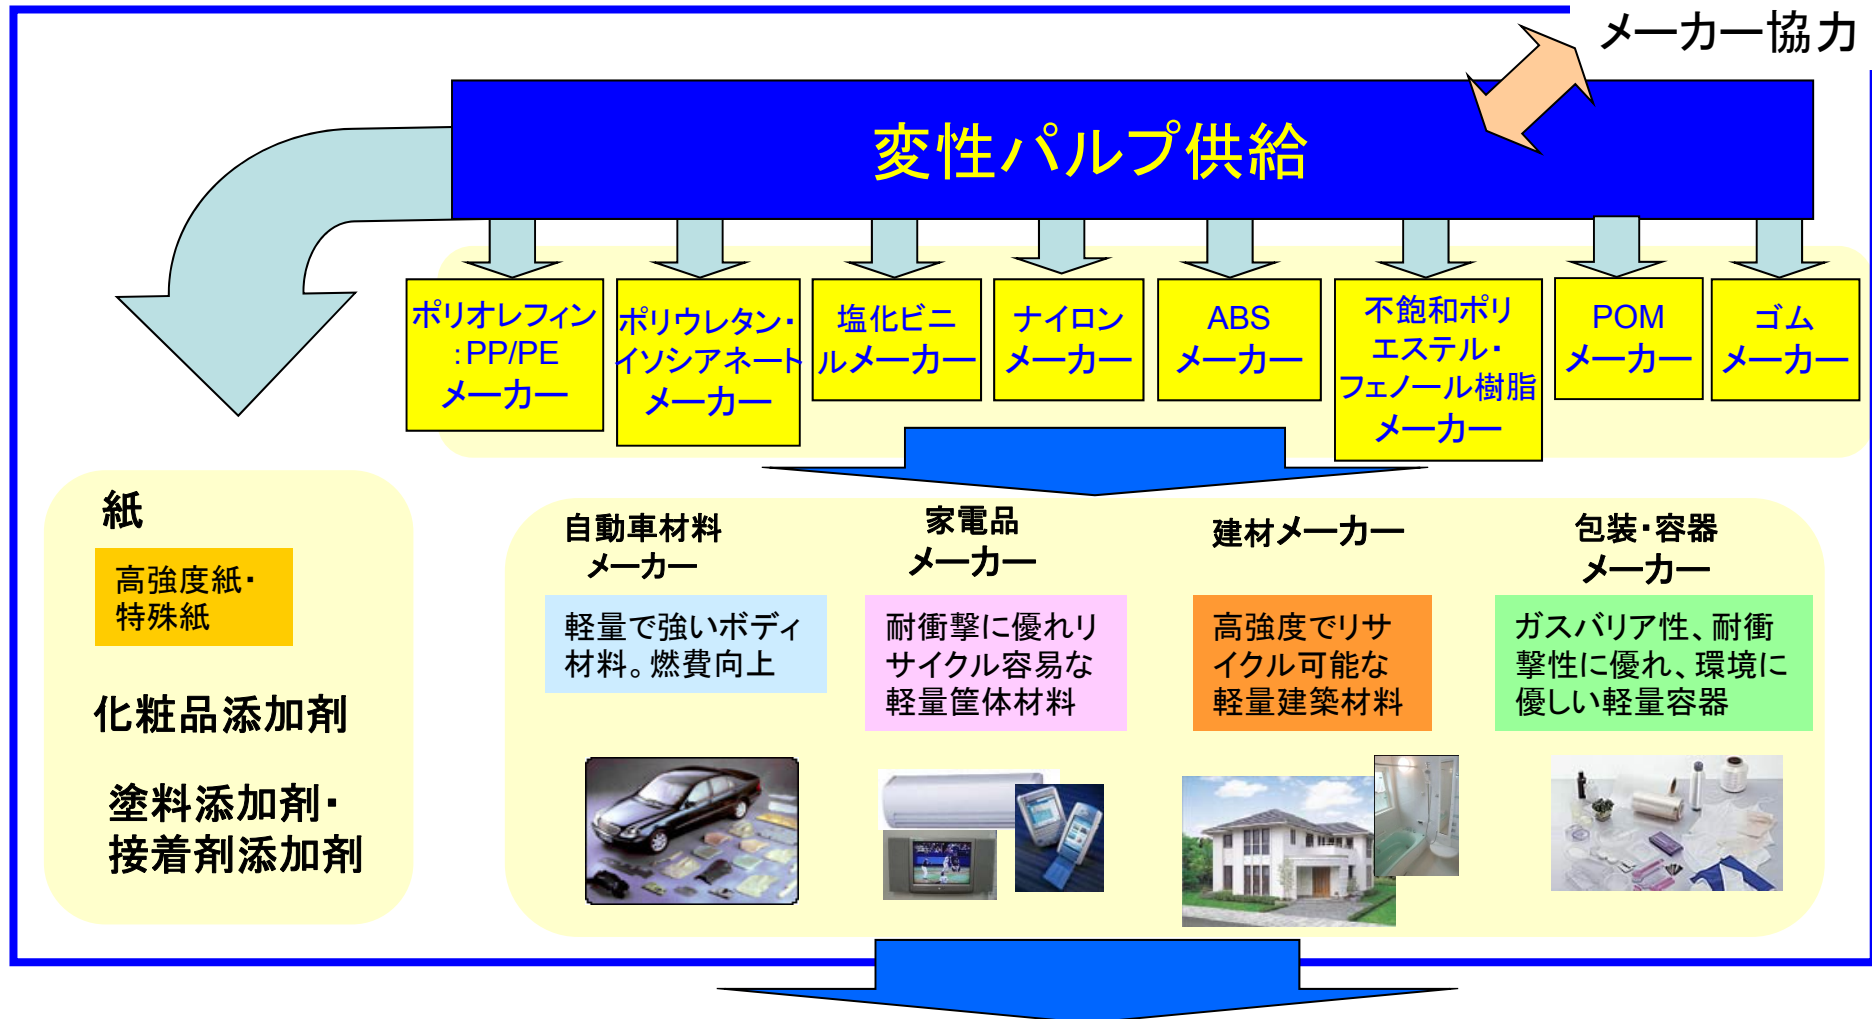 メーカー協力
変性パルプ供給
ポリオレフィン
:PP/PE
メーカー
ポリウレタン・
イソシアネート
メーカー
塩化ビニ
ルメーカー
ナイロン
メーカー
ABS
メーカー
不飽和ポリ
エステル・
フェノール樹脂
メーカー
POM
メーカー
ゴム
メーカー
紙
高強度紙・
特殊紙
化粧品添加剤
塗料添加剤・
接着剤添加剤
自動車材料
メーカー
軽量で強いボディ
材料。燃費向上
家電品
メーカー
耐衝撃に優れリ
サイクル容易な
軽量筐体材料
建材メーカー
高強度でリサ
イクル可能な
軽量建築材料
包装・容器
メーカー
ガスバリア性、耐衝
撃性に優れ、環境に
優しい軽量容器